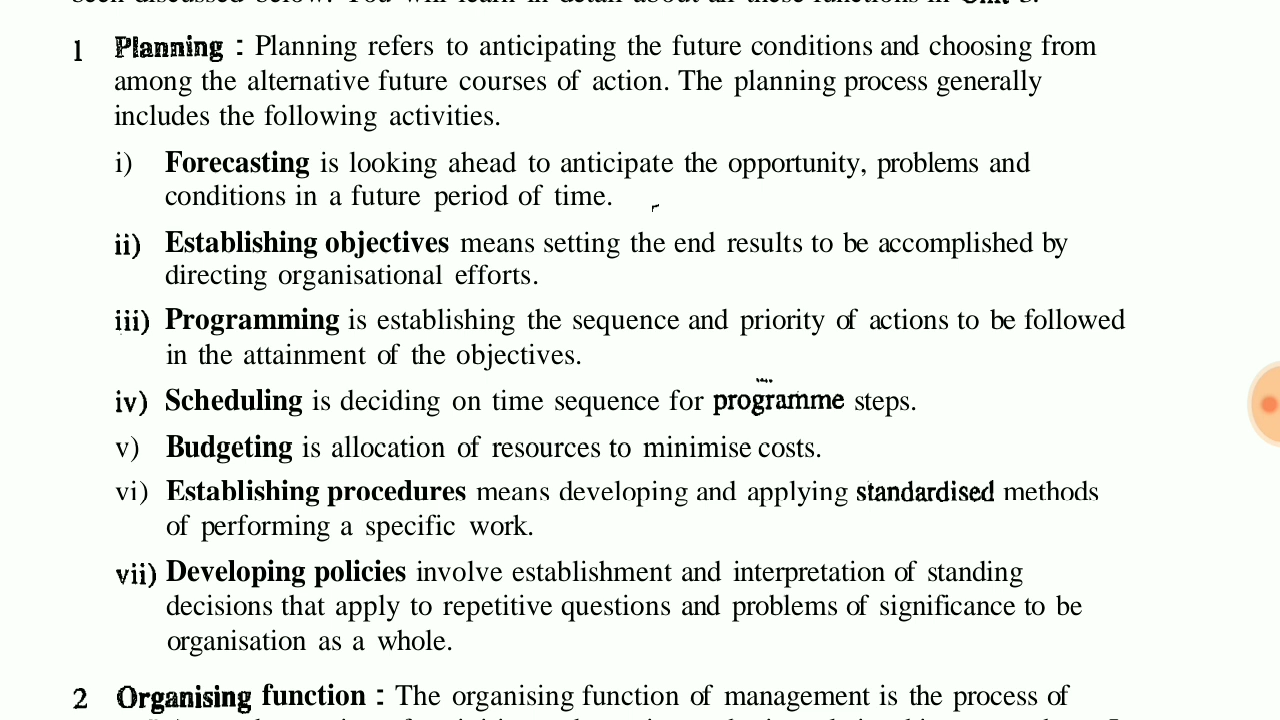 1 Planning : Planning refers to anticipating the future conditions and choosing from
among the alternative future courses of action. The planning process generally
includes the following activities.
i) Forecasting is looking ahead to anticipate the opportunity, problems and
conditions in a future period of time.
ii) Establishing objectives means setting the end results to be accomplished by
directing organisational efforts.
iii) Programming is establishing the sequence and priority of actions to be followed
in the attainment of the objectives.
iv) Scheduling is deciding on time sequence for programme steps.
v) Budgeting is allocation of resources to minimise costs.
vi) Establishing procedures means developing and applying standardised methods
of performing a specific work.
vii) Developing policies involve establishment and interpretation of standing
decisions that apply to repetitive questions and problems of significance to be
organisation as a whole.
2 Organising function : The organising function of management is the process of